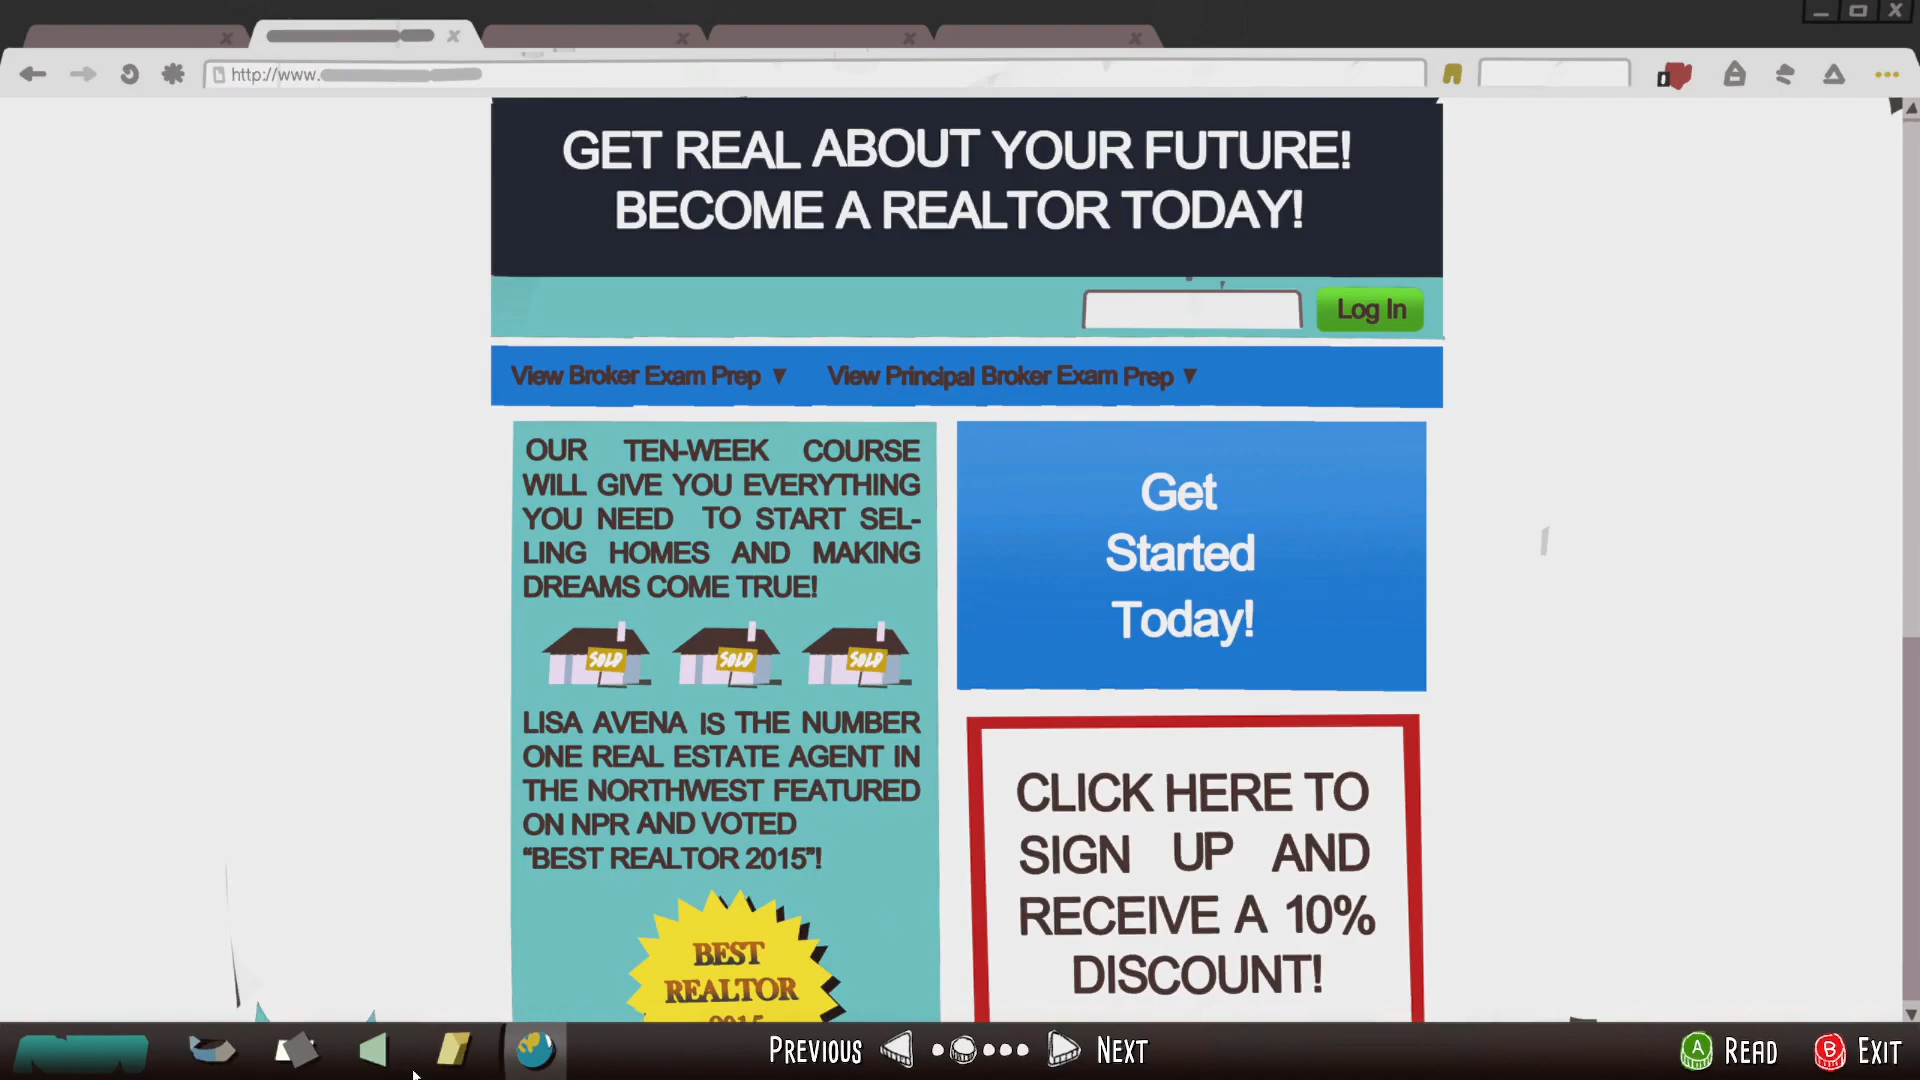 http://www.
GET REAL ABOUT YOUR FUTURE!
BECOME A REALTOR TODAY!
Log In
View Broker Exam Prep ▼ View Principal Broker Exam Prep ▼
OUR TEN-WEEK COURSE
WILL GIVE YOU EVERYTHING
YOU NEED TO START SEL-
LING HOMES AND MAKING
DREAMS COME TRUE!
SOLD SOLD SOLD
LISA AVENA IS THE NUMBER
ONE REAL ESTATE AGENT IN
THE NORTHWEST FEATURED
ON NPR AND VOTED
“BEST REALTOR 2015”!
BEST
REALTOR
2015
Get
Started
Today!
CLICK HERE TO
SIGN UP AND
RECEIVE A 10%
DISCOUNT!
PREVIOUS NEXT
A READ B EXIT